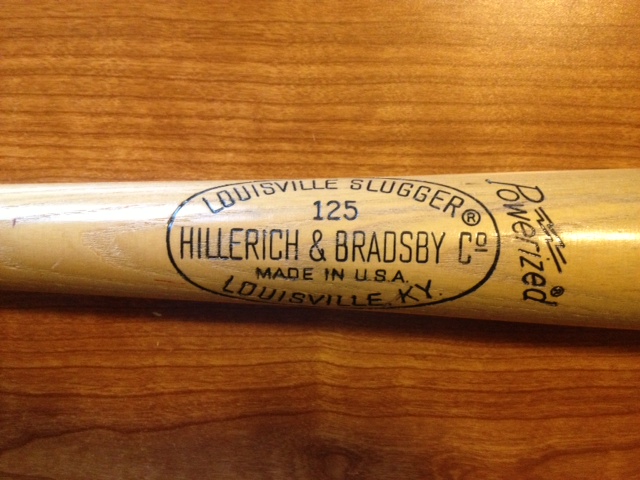 LOUISVILLE SLUGGER®
125
HILLERICH & BRADSBY Cº
MADE IN U.S.A.
LOUISVILLE, KY.
Powerized®